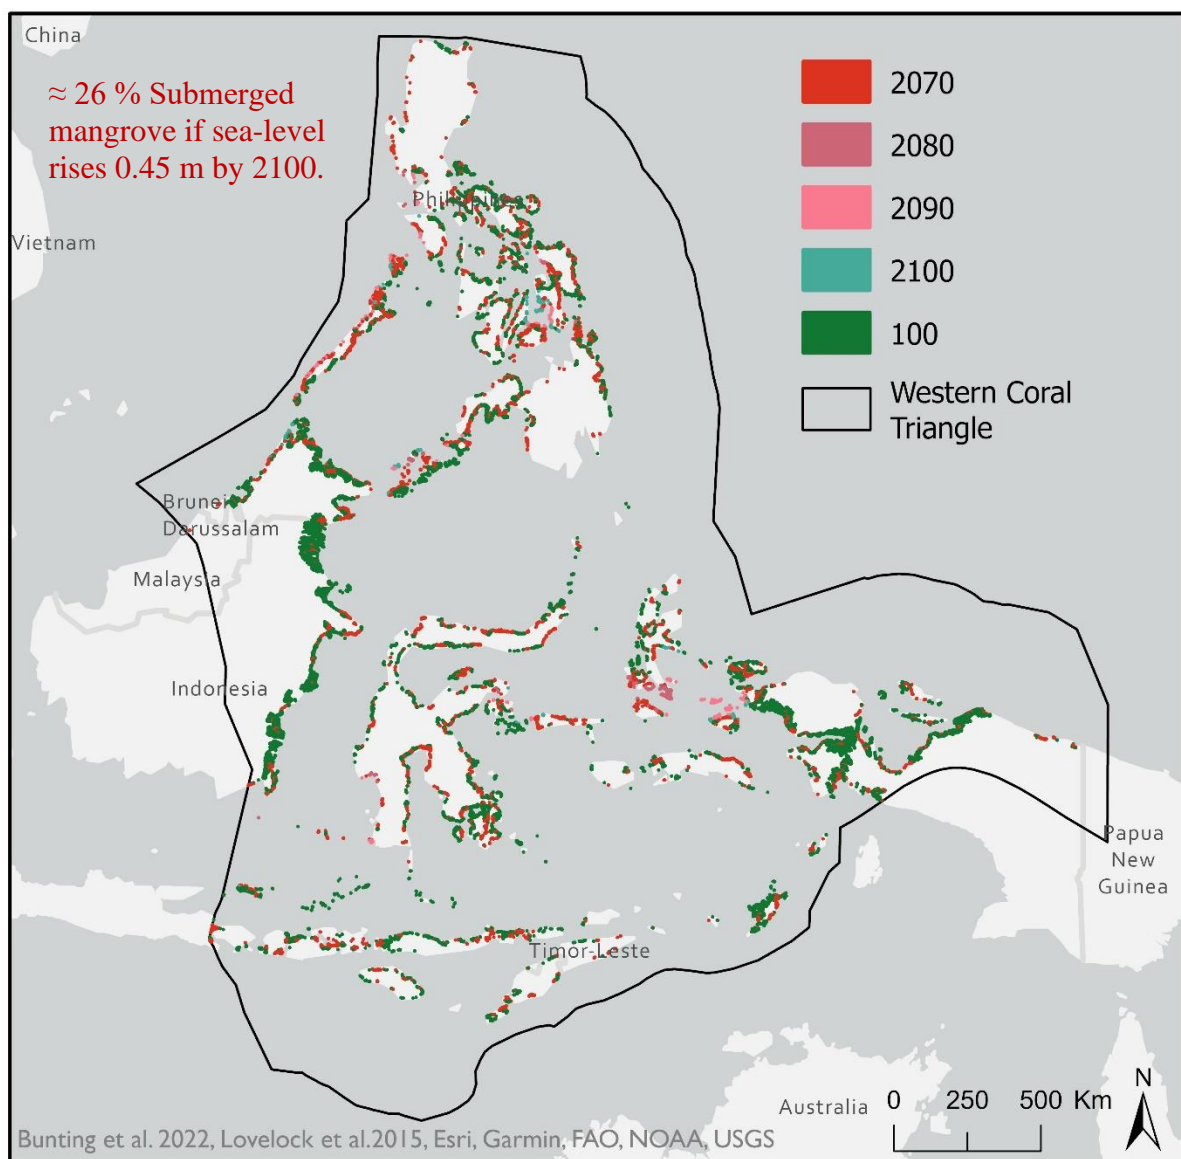 China
≈ 26 % Submerged
mangrove if sea-level
rises 0.45 m by 2100.
2070
2080
2090
2100
100
Western Coral
Triangle
Philippines
Vietnam
Brunei
Darussalam
Malaysia
Indonesia
Papua
New
Guinea
Timor-Leste
Australia
0 250 500 Km
N
Bunting et al. 2022, Lovelock et al.2015, Esri, Garmin, FAO, NOAA, USGS